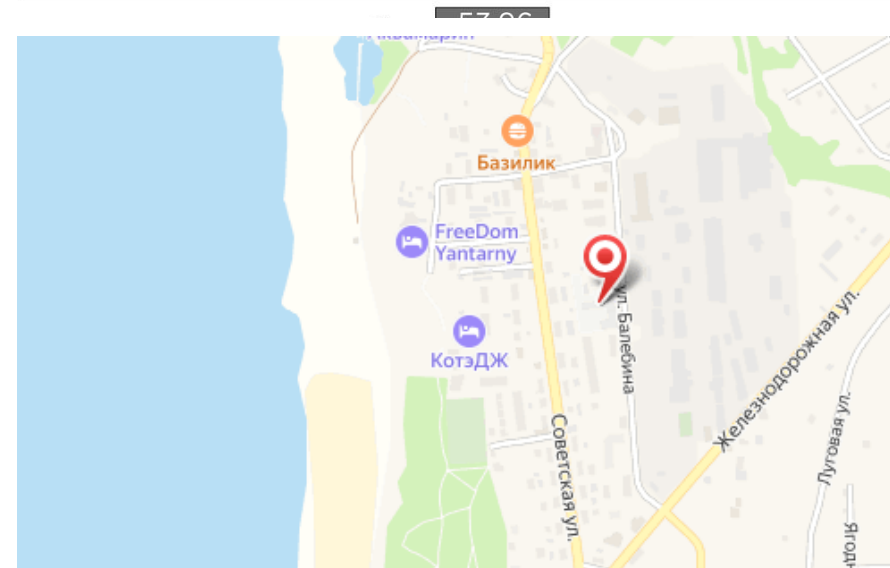 Базилик
FreeDom
Yantarny
КотэДЖ
ул. Балебина
Железнодорожная ул.
Советская ул.
Луговая ул.